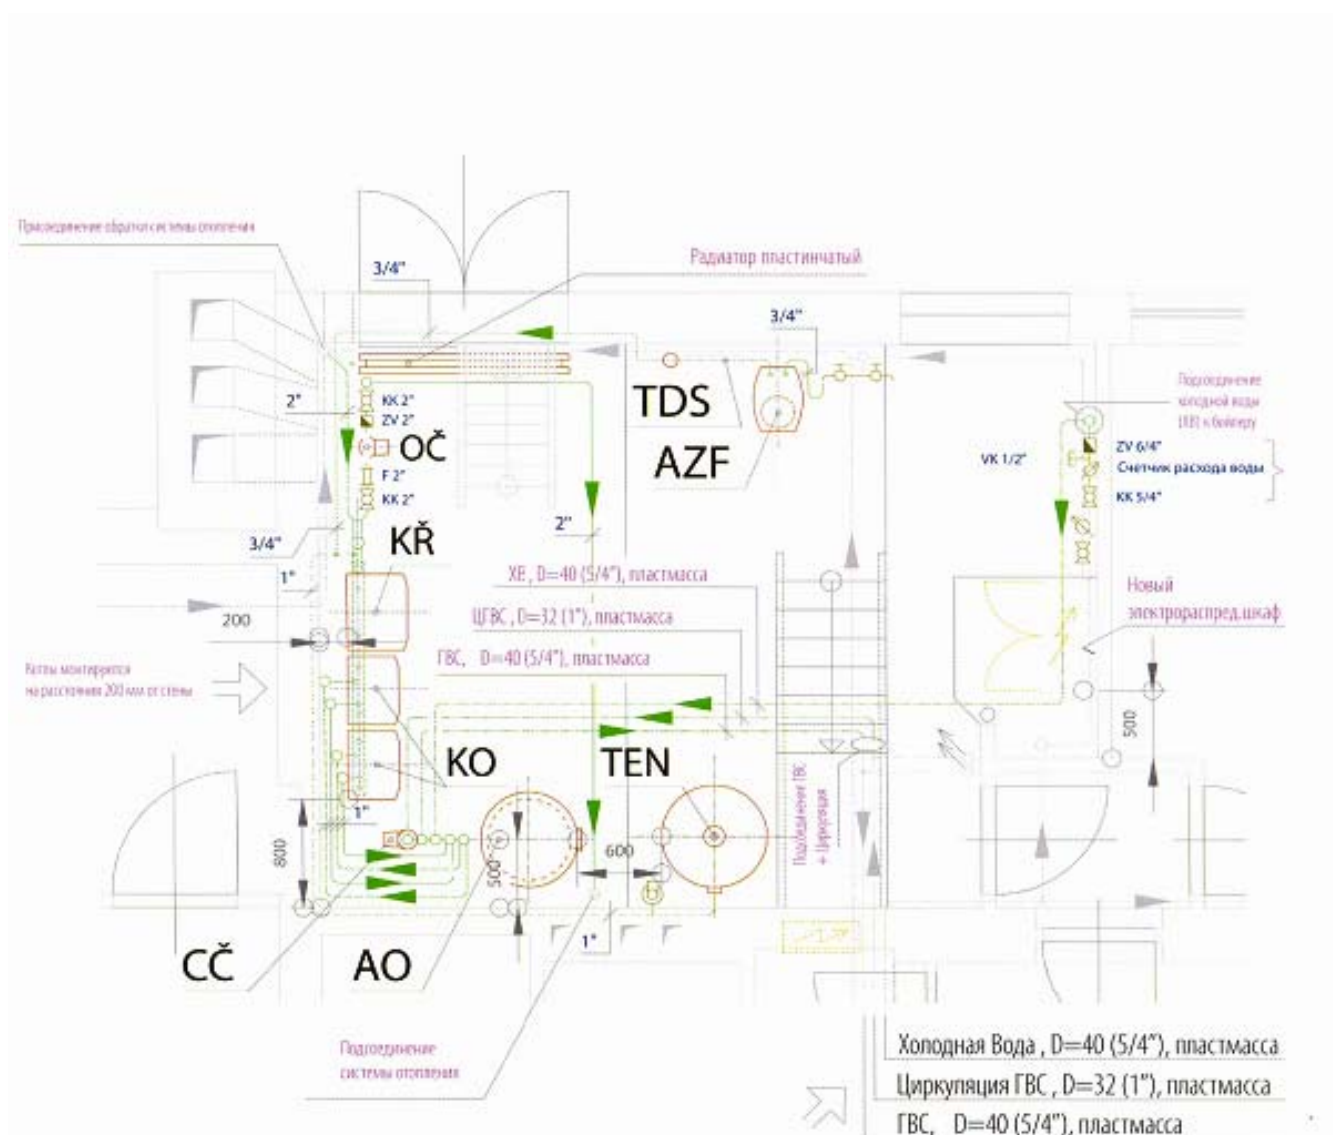 Присоединение обратки системы отопления
Радиатор пластинчатый
3/4"
3/4"
TDS
AZF
2"
КК 2"
ZV 2"
OČ
F 2"
КК 2"
Подсоединение
холодной воды
(ХВ) к бойлеру
VK 1/2"
ZV 6/4"
Счетчик расхода воды
КК 5/4"
2"
3/4"
KŘ
1"
200
ХВ , D=40 (5/4"), пластмасса
ЦГВС , D=32 (1"), пластмасса
ГВС, D=40 (5/4"), пластмасса
Новый
электрораспред.шкаф
Котлы монтируются
на расстояния 200 мм от стены
500
KO
TEN
1"
800
500
600
Подсоединение ГВС
+ Циркуляция
1"
CČ
AO
Подсоединение
системы отопления
Холодная Вода , D=40 (5/4"), пластмасса
Циркуляция ГВС , D=32 (1"), пластмасса
ГВС, D=40 (5/4"), пластмасса